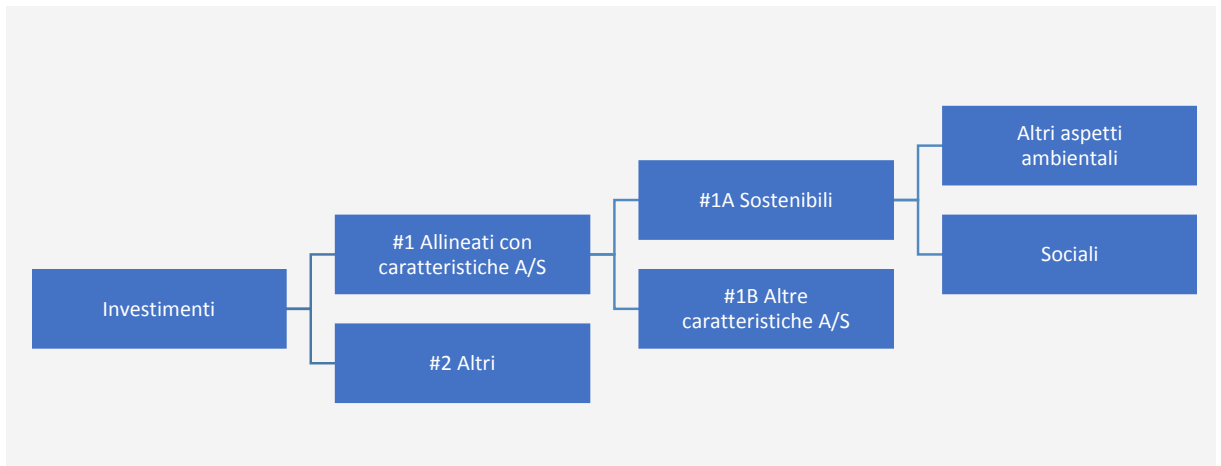 Investimenti
#1 Allineati con
caratteristiche A/S
#2 Altri
#1A Sostenibili
#1B Altre
caratteristiche A/S
Altri aspetti
ambientali
Sociali